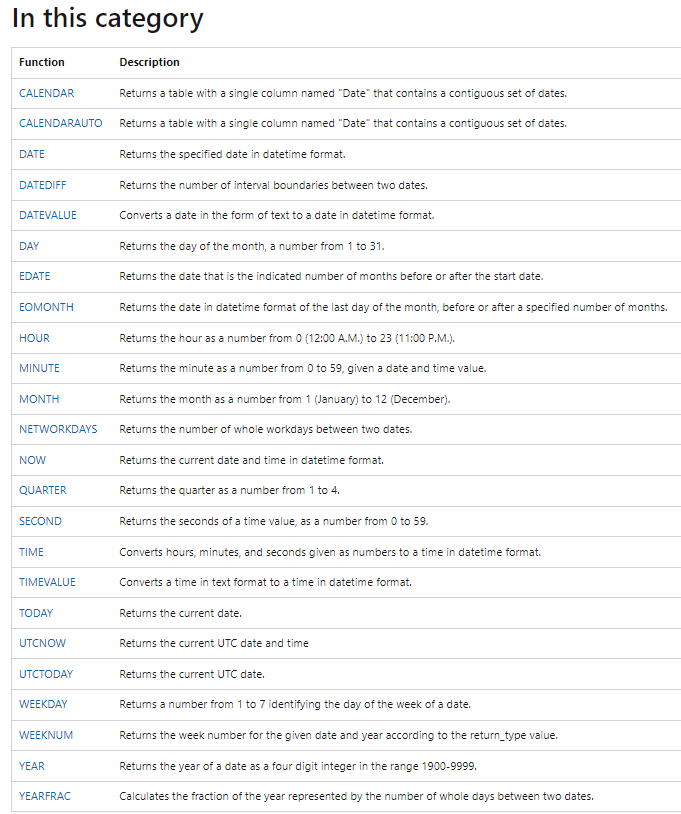 In this category
Function Description
CALENDAR Returns a table with a single column named "Date" that contains a contiguous set of dates.
CALENDARAUTO Returns a table with a single column named "Date" that contains a contiguous set of dates.
DATE Returns the specified date in datetime format.
DATEDIFF Returns the number of interval boundaries between two dates.
DATEVALUE Converts a date in the form of text to a date in datetime format.
DAY Returns the day of the month, a number from 1 to 31.
EDATE Returns the date that is the indicated number of months before or after the start date.
EOMONTH Returns the date in datetime format of the last day of the month, before or after a specified number of months.
HOUR Returns the hour as a number from 0 (12:00 A.M.) to 23 (11:00 P.M.).
MINUTE Returns the minute as a number from 0 to 59, given a date and time value.
MONTH Returns the month as a number from 1 (January) to 12 (December).
NETWORKDAYS Returns the number of whole workdays between two dates.
NOW Returns the current date and time in datetime format.
QUARTER Returns the quarter as a number from 1 to 4.
SECOND Returns the seconds of a time value, as a number from 0 to 59.
TIME Converts hours, minutes, and seconds given as numbers to a time in datetime format.
TIMEVALUE Converts a time in text format to a time in datetime format.
TODAY Returns the current date.
UTCNOW Returns the current UTC date and time
UTCTODAY Returns the current UTC date.
WEEKDAY Returns a number from 1 to 7 identifying the day of the week of a date.
WEEKNUM Returns the week number for the given date and year according to the return_type value.
YEAR Returns the year of a date as a four digit integer in the range 1900-9999.
YEARFRAC Calculates the fraction of the year represented by the number of whole days between two dates.